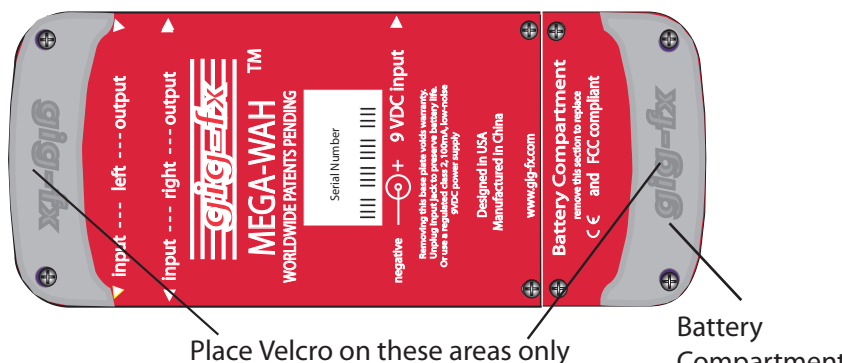 gig-fx
input --- left --- output
input --- right --- output
gig-fx
MEGA-WAH TM
WORLDWIDE PATENTS PENDING
Serial Number
negative + 9 VDC input
Removing this base plate voids warranty.
Unplug input jack to preserve battery life.
Or use a regulated class 2, 100mA, low-noise
9VDC power supply
Designed in USA
Manufactured in China
www.gig-fx.com
Battery Compartment
remove this section to replace
CE and FCC compliant
gig-fx
Place Velcro on these areas only
Battery
Compartment